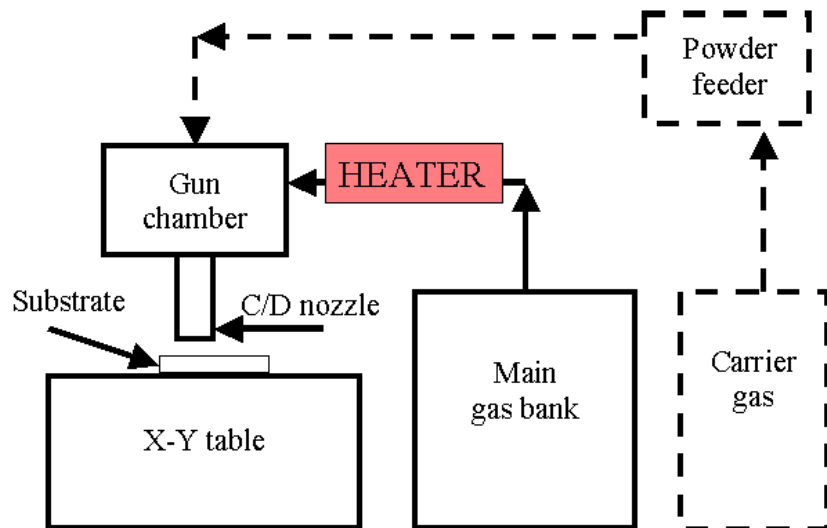 Powder
feeder
HEATER
Gun
chamber
Substrate
C/D nozzle
Main
gas bank
Carrier
gas
X-Y table